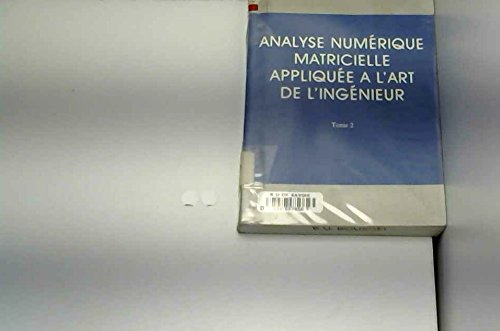 ANALYSE NUMÉRIQUE
MATRICIELLE
APPLIQUÉE A L'ART
DE L'INGÉNIEUR
Tome 2